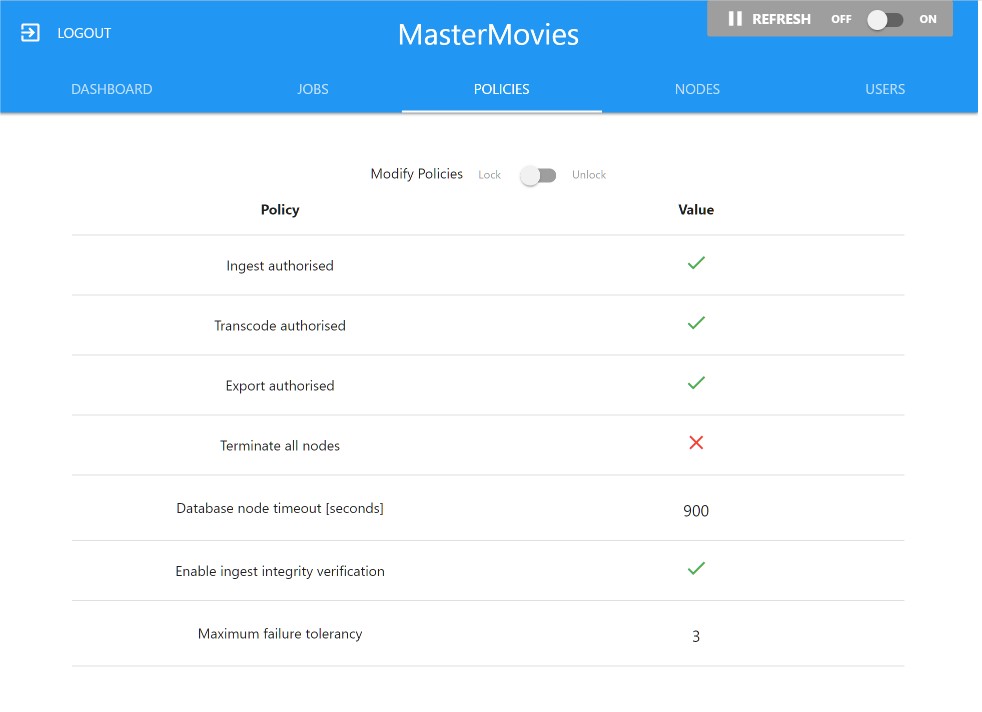 LOGOUT
MasterMovies
REFRESH OFF ON
DASHBOARD JOBS POLICIES NODES USERS
Modify Policies Lock Unlock
Policy Value
Ingest authorised
Transcode authorised
Export authorised
Terminate all nodes
Database node timeout [seconds] 900
Enable ingest integrity verification
Maximum failure tolerancy 3